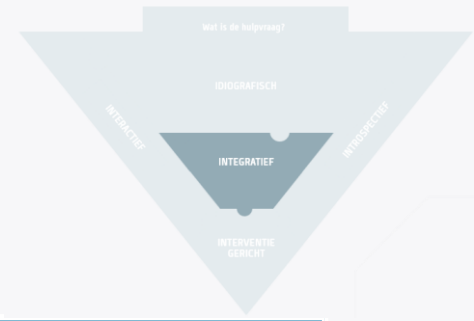 Wat is de hulpvraag?
IDIOGRAFISCH
INTERACTIEF
INTROSPECTIEF
INTEGRATIEF
INTERVENTIE
GERICHT